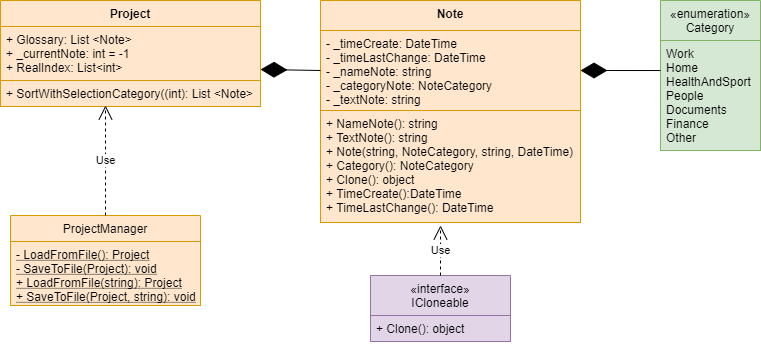 Project
+ Glossary: List <Note>
+ _currentNote: int = -1
+ RealIndex: List<int>
+ SortWithSelectionCategory((int): List <Note>
Note
- _timeCreate: DateTime
- _timeLastChange: DateTime
- _nameNote: string
- _categoryNote: NoteCategory
- _textNote: string
+ NameNote(): string
+ TextNote(): string
+ Note(string, NoteCategory, string, DateTime)
+ Category(): NoteCategory
+ Clone(): object
+ TimeCreate():DateTime
+ TimeLastChange(): DateTime
«enumeration»
Category
Work
Home
HealthAndSport
People
Documents
Finance
Other
Use
ProjectManager
- LoadFromFile(): Project
- SaveToFile(Project): void
+ LoadFromFile(string): Project
+ SaveToFile(Project, string): void
Use
«interface»
ICloneable
+ Clone(): object